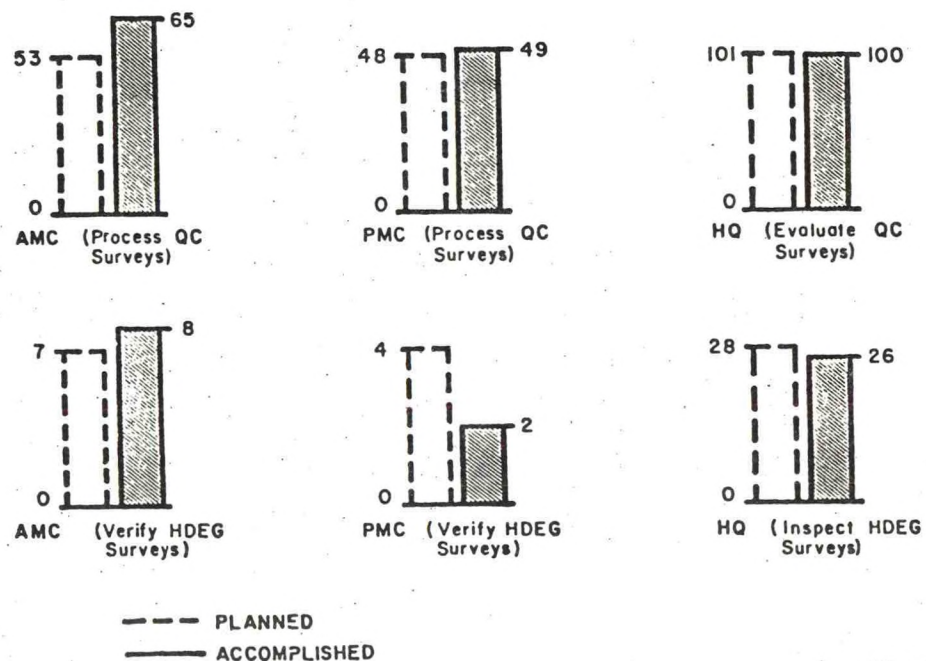 53
65
0
AMC (Process QC
Surveys)
48
49
0
PMC (Process QC
Surveys)
101
100
0
HQ (Evaluate QC
Surveys)
7
8
0
AMC (Verify HDEG
Surveys)
4
2
0
PMC (Verify HDEG
Surveys)
28
26
0
HQ (Inspect HDEG
Surveys)
PLANNED
ACCOMPLISHED